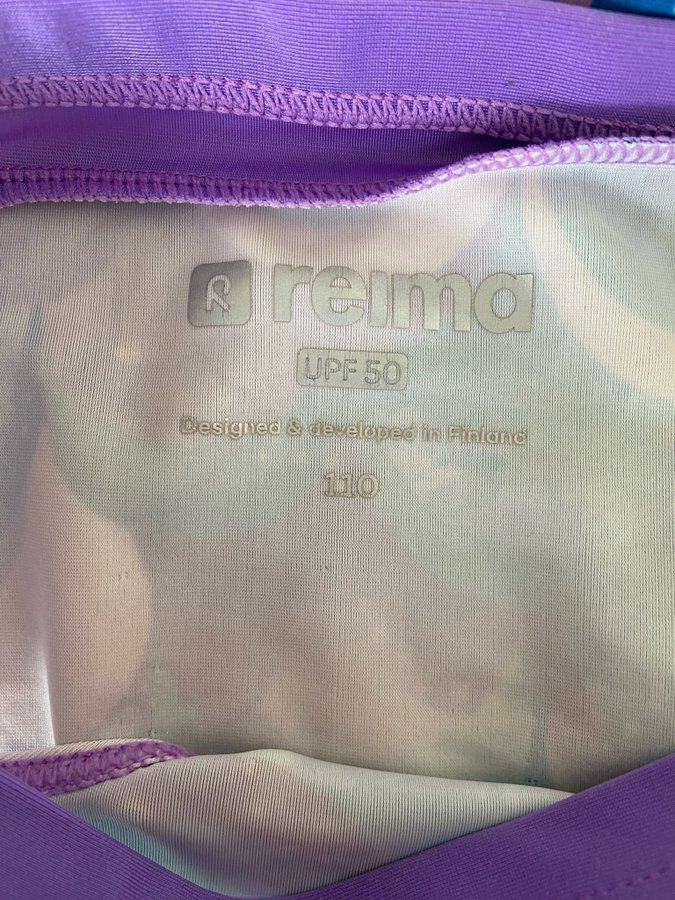 reima
UPF 50
Designed & developed in Finland
110